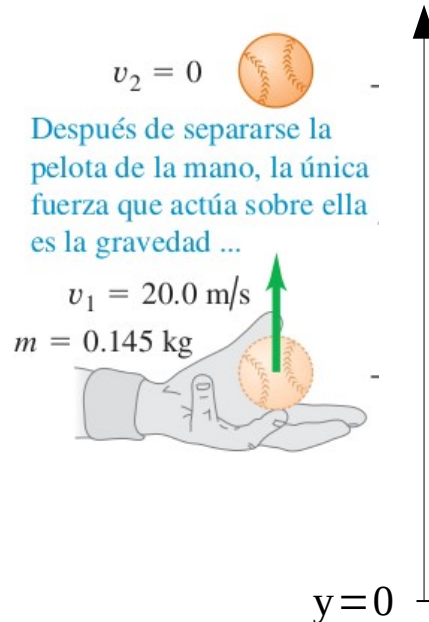 v₂ = 0
Después de separarse la
pelota de la mano, la única
fuerza que actúa sobre ella
es la gravedad ...
v₁ = 20.0 m/s
m = 0.145 kg
y=0